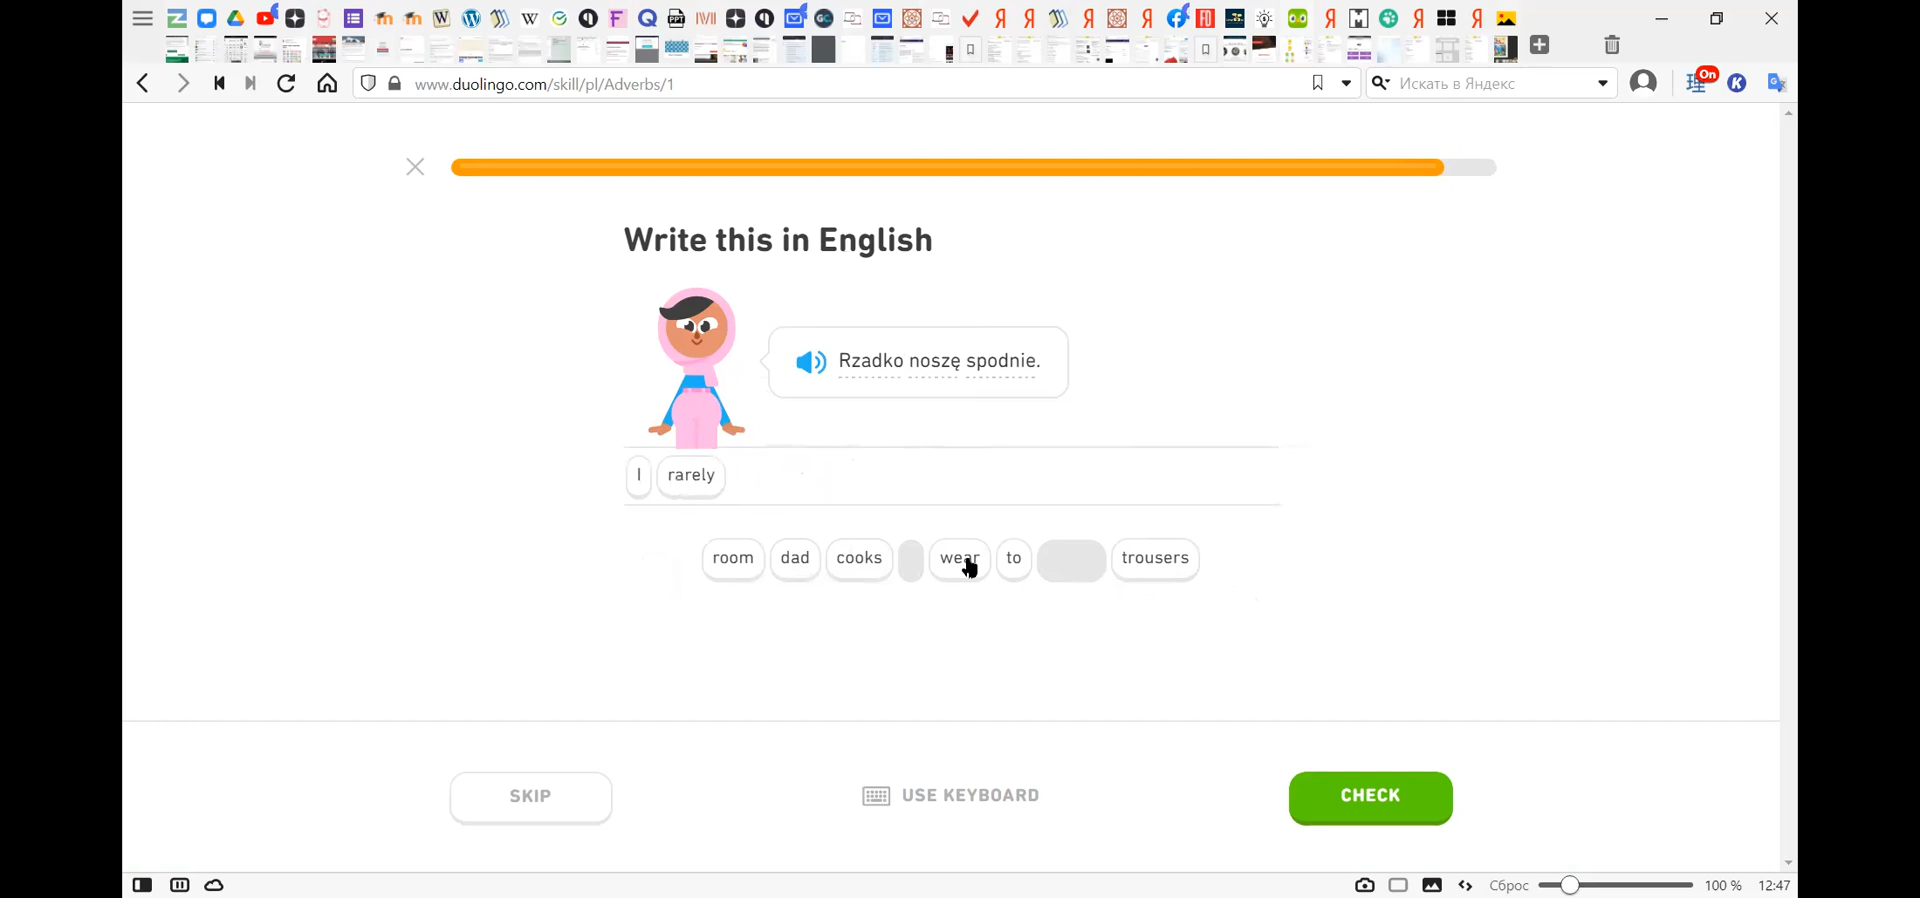 www.duolingo.com/skill/pl/Adverbs/1
Искать в Яндекс
On
Write this in English
Rzadko noszę spodnie.
I rarely
room dad cooks wear to trousers
SKIP
USE KEYBOARD
CHECK
Сброс
100 %
12:47